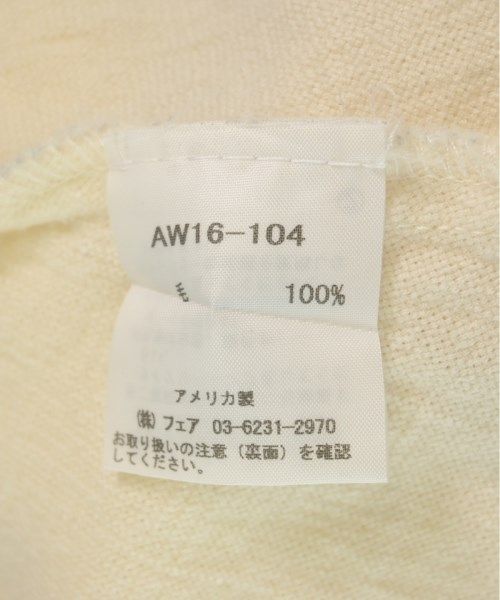 AW16-104
100%
アメリカ製
(株) フェア 03-6231-2970
お取り扱いの注意（裏面）を確認
してください。